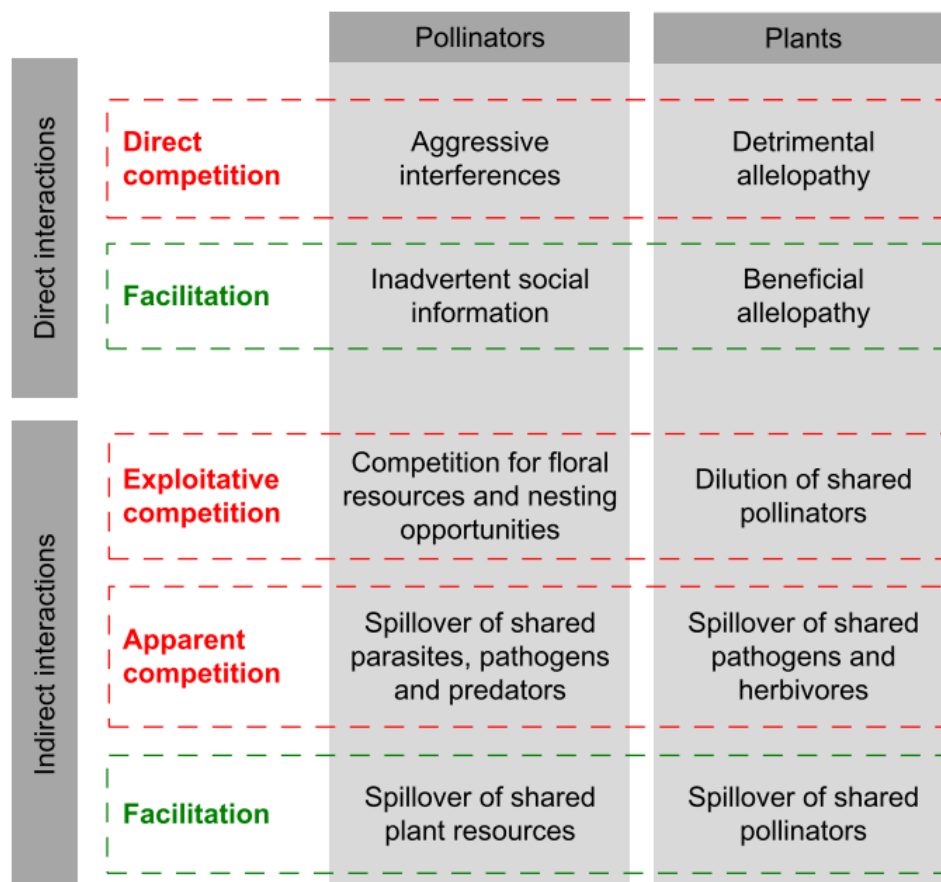 Pollinators
Plants
Direct interactions
Direct
competition
Aggressive
interferences
Detrimental
allelopathy
Facilitation
Inadvertent social
information
Beneficial
allelopathy
Indirect interactions
Exploitative
competition
Competition for floral
resources and nesting
opportunities
Dilution of shared
pollinators
Apparent
competition
Spillover of shared
parasites, pathogens
and predators
Spillover of shared
pathogens and
herbivores
Facilitation
Spillover of shared
plant resources
Spillover of shared
pollinators